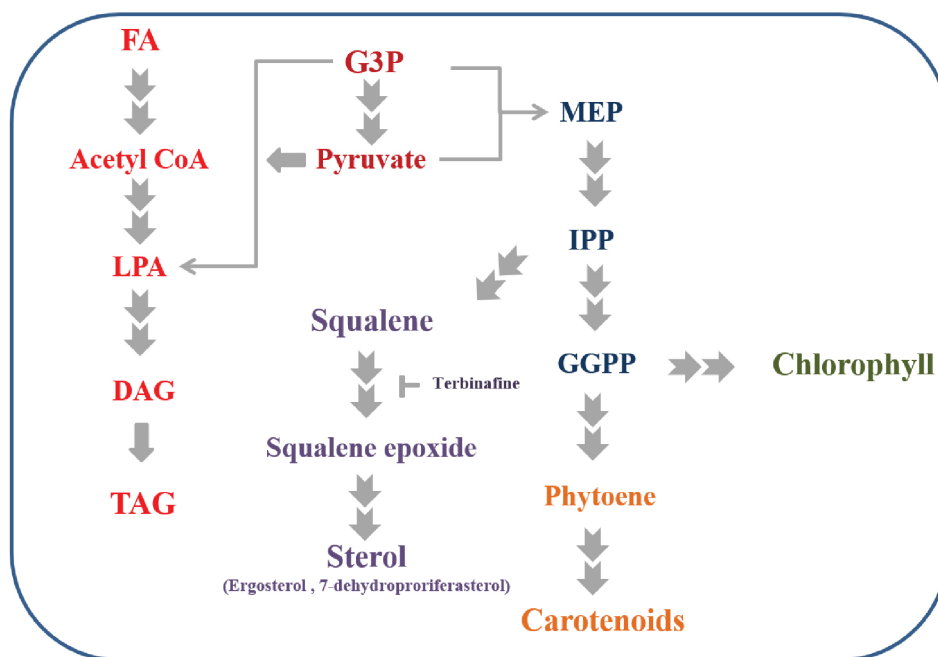 FA
G3P
MEP
Acetyl CoA
Pyruvate
IPP
LPA
Squalene
GGPP
Chlorophyll
Terbinafine
DAG
Squalene epoxide
TAG
Phytoene
Sterol
(Ergosterol , 7-dehydroproriferasterol)
Carotenoids